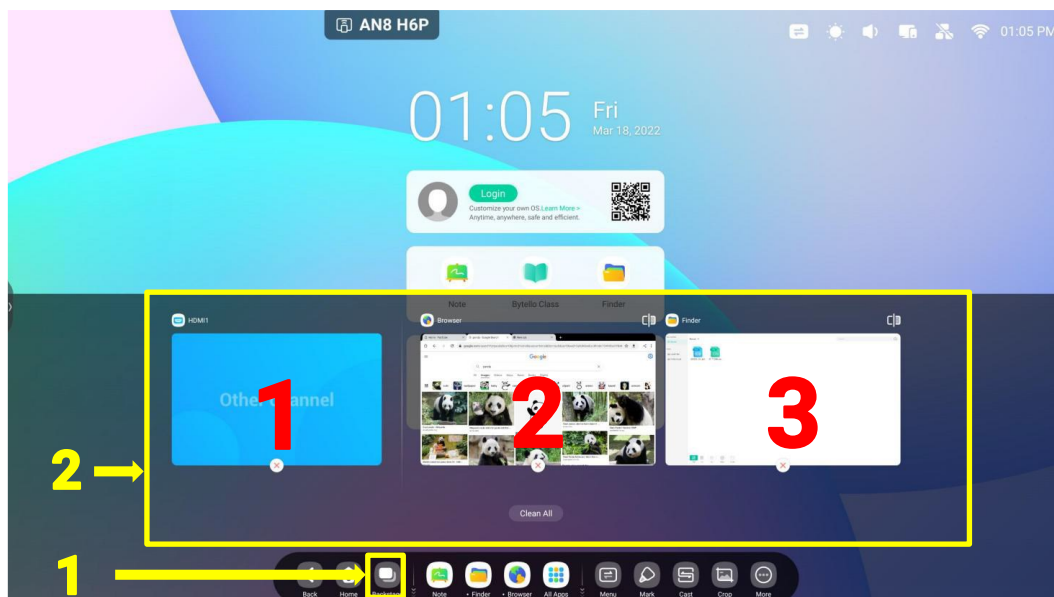 AN8 H6P
01:05 PM
01:05
Fri
Mar 18, 2022
Login
Customize your own OS.Learn More >
Anytime, anywhere, safe and efficient.
Note
Bytello Class
Finder
HDMI1
Browser
Finder
Other Channel
Google
1
2
3
2
Clean All
1
Back
Home
Backstage
Note
• Finder
• Browser
All Apps
Menu
Mark
Cast
Crop
More